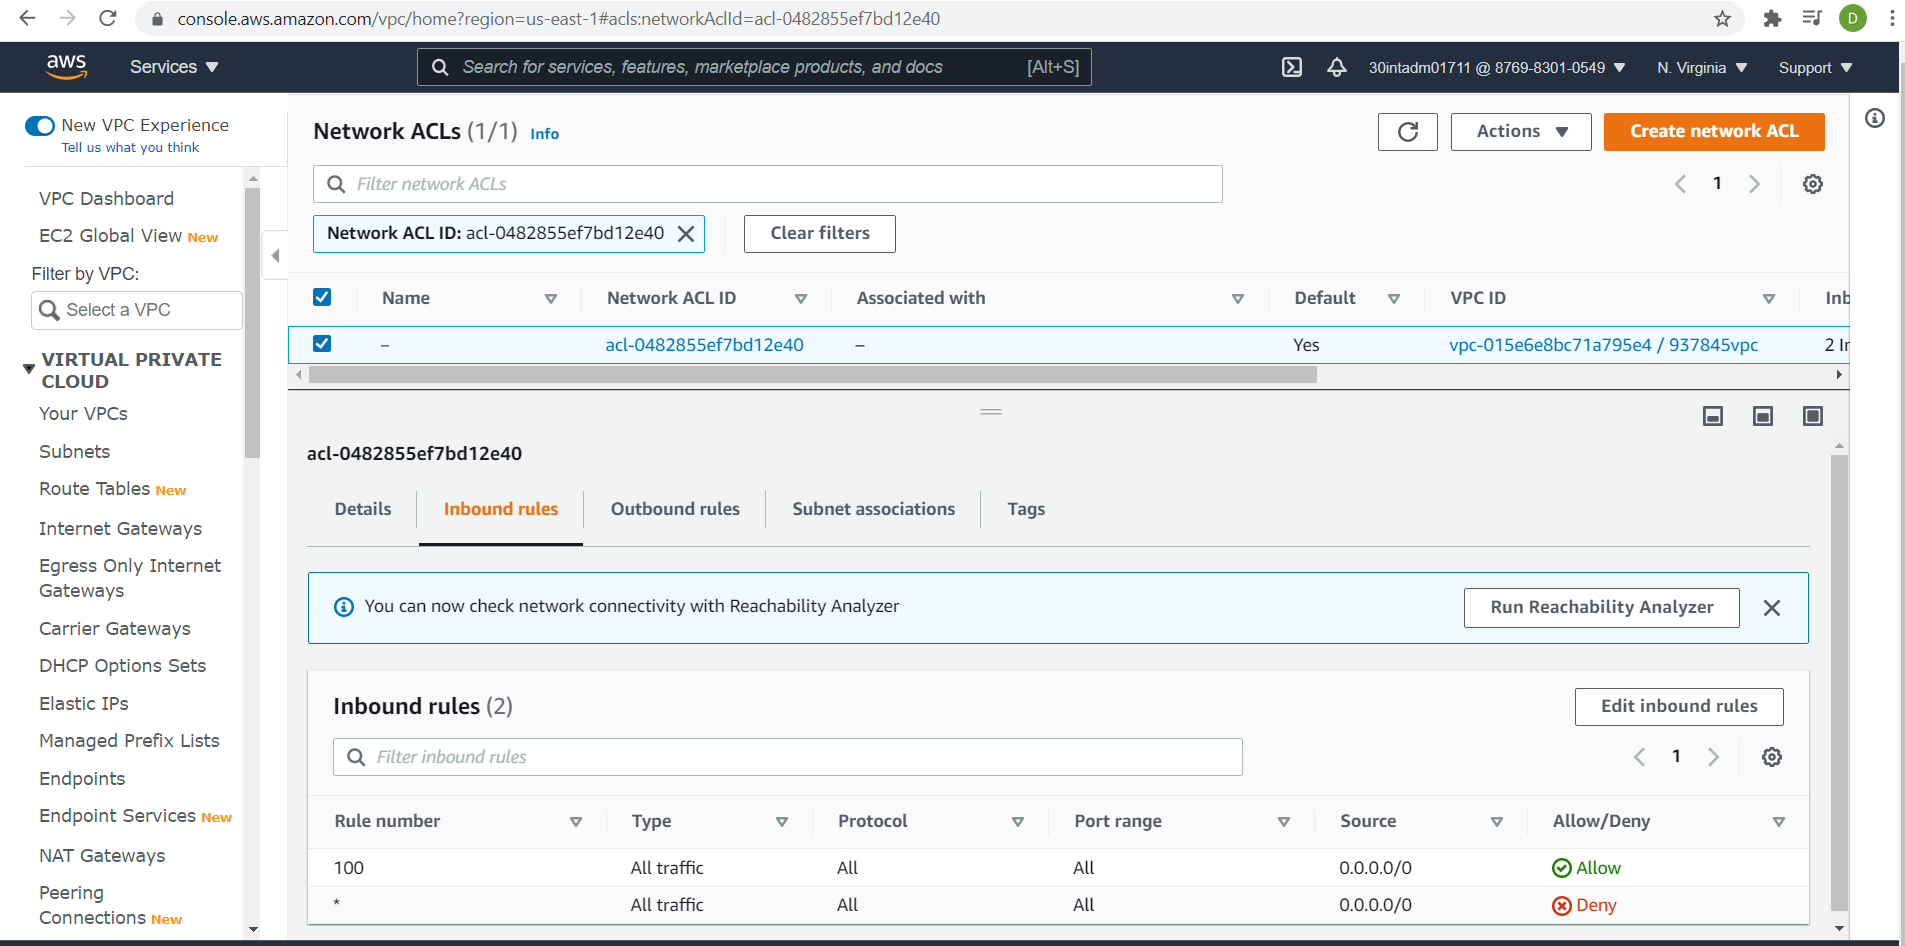 console.aws.amazon.com/vpc/home?region=us-east-1#acls:networkAclId=acl-0482855ef7bd12e40
D
aws
Services
Search for services, features, marketplace products, and docs [Alt+S]
30intadm01711 @ 8769-8301-0549
N. Virginia
Support
New VPC Experience
Tell us what you think
VPC Dashboard
EC2 Global View New
Filter by VPC:
Select a VPC
VIRTUAL PRIVATE
CLOUD
Your VPCs
Subnets
Route Tables New
Internet Gateways
Egress Only Internet
Gateways
Carrier Gateways
DHCP Options Sets
Elastic IPs
Managed Prefix Lists
Endpoints
Endpoint Services New
NAT Gateways
Peering
Connections New
Network ACLs (1/1) Info
Actions
Create network ACL
Filter network ACLs
1
Network ACL ID: acl-0482855ef7bd12e40
Clear filters
Name Network ACL ID Associated with Default VPC ID Inb
– acl-0482855ef7bd12e40 – Yes vpc-015e6e8bc71a795e4 / 937845vpc 2 In
acl-0482855ef7bd12e40
Details Inbound rules Outbound rules Subnet associations Tags
You can now check network connectivity with Reachability Analyzer
Run Reachability Analyzer
Inbound rules (2)
Edit inbound rules
Filter inbound rules
1
Rule number Type Protocol Port range Source Allow/Deny
100 All traffic All All 0.0.0.0/0 Allow
* All traffic All All 0.0.0.0/0 Deny